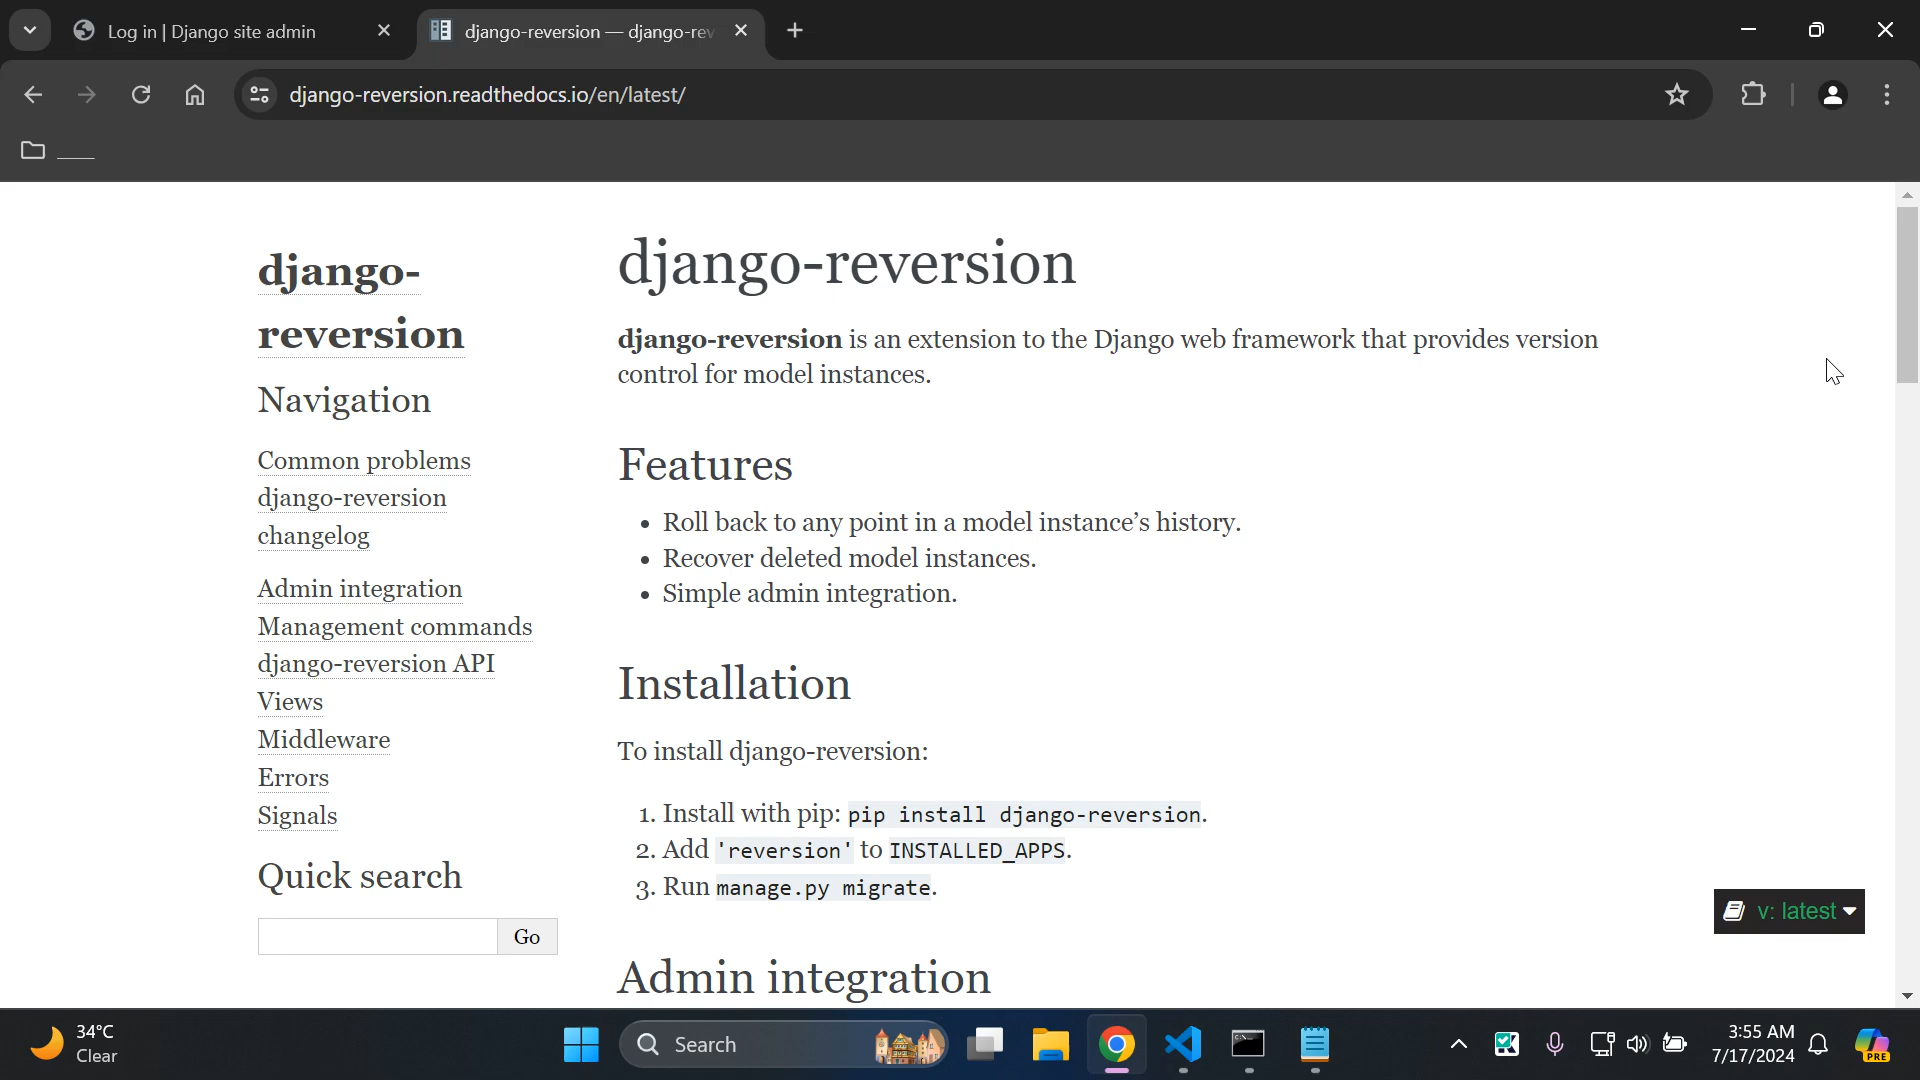 Log in | Django site admin
django-reversion — django-rev
django-reversion.readthedocs.io/en/latest/
django-
reversion
Navigation
Common problems
django-reversion
changelog
Admin integration
Management commands
django-reversion API
Views
Middleware
Errors
Signals
Quick search
Go
django-reversion
django-reversion is an extension to the Django web framework that provides version
control for model instances.
Features
• Roll back to any point in a model instance’s history.
• Recover deleted model instances.
• Simple admin integration.
Installation
To install django-reversion:
1. Install with pip: pip install django-reversion.
2. Add 'reversion' to INSTALLED_APPS.
3. Run manage.py migrate.
Admin integration
v: latest
34°C
Clear
Search
3:55 AM
7/17/2024
PRE